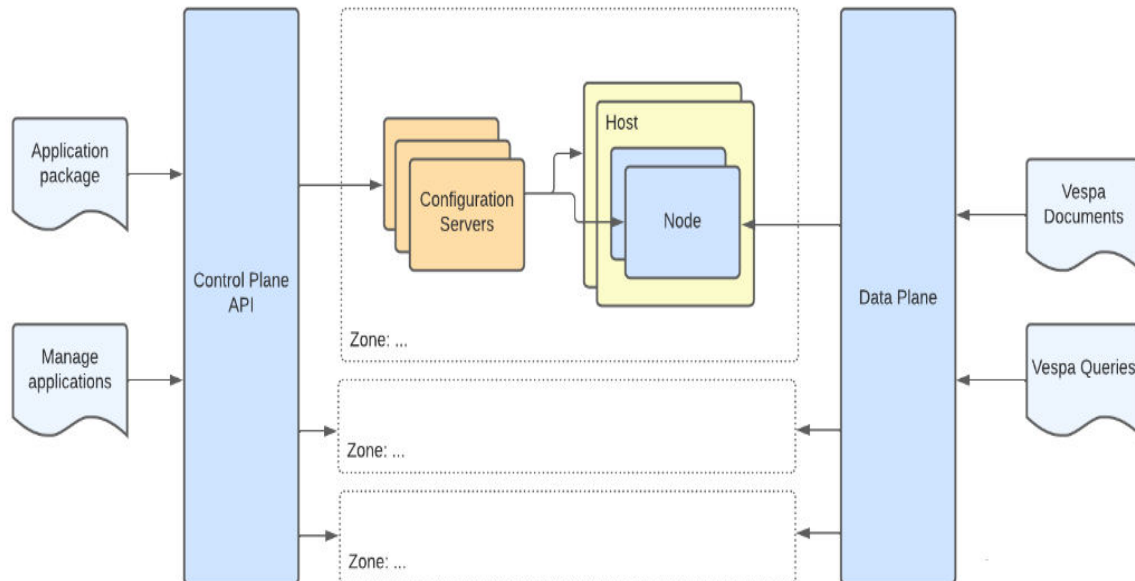 Application
package
Manage
applications
Control Plane
API
Configuration
Servers
Host
Node
Zone: ...
Zone: ...
Zone: ...
Data Plane
Vespa
Documents
Vespa Queries